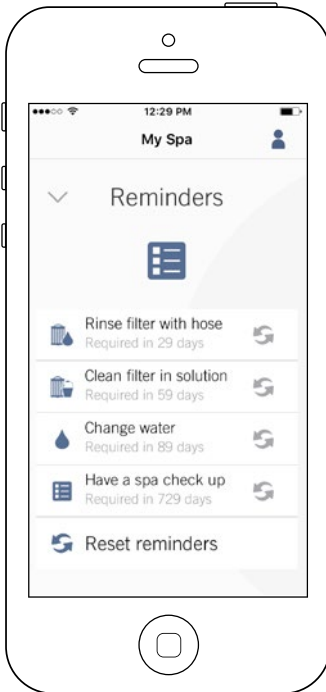 12:29 PM
My Spa
Reminders
Rinse filter with hose
Required in 29 days
Clean filter in solution
Required in 59 days
Change water
Required in 89 days
Have a spa check up
Required in 729 days
Reset reminders